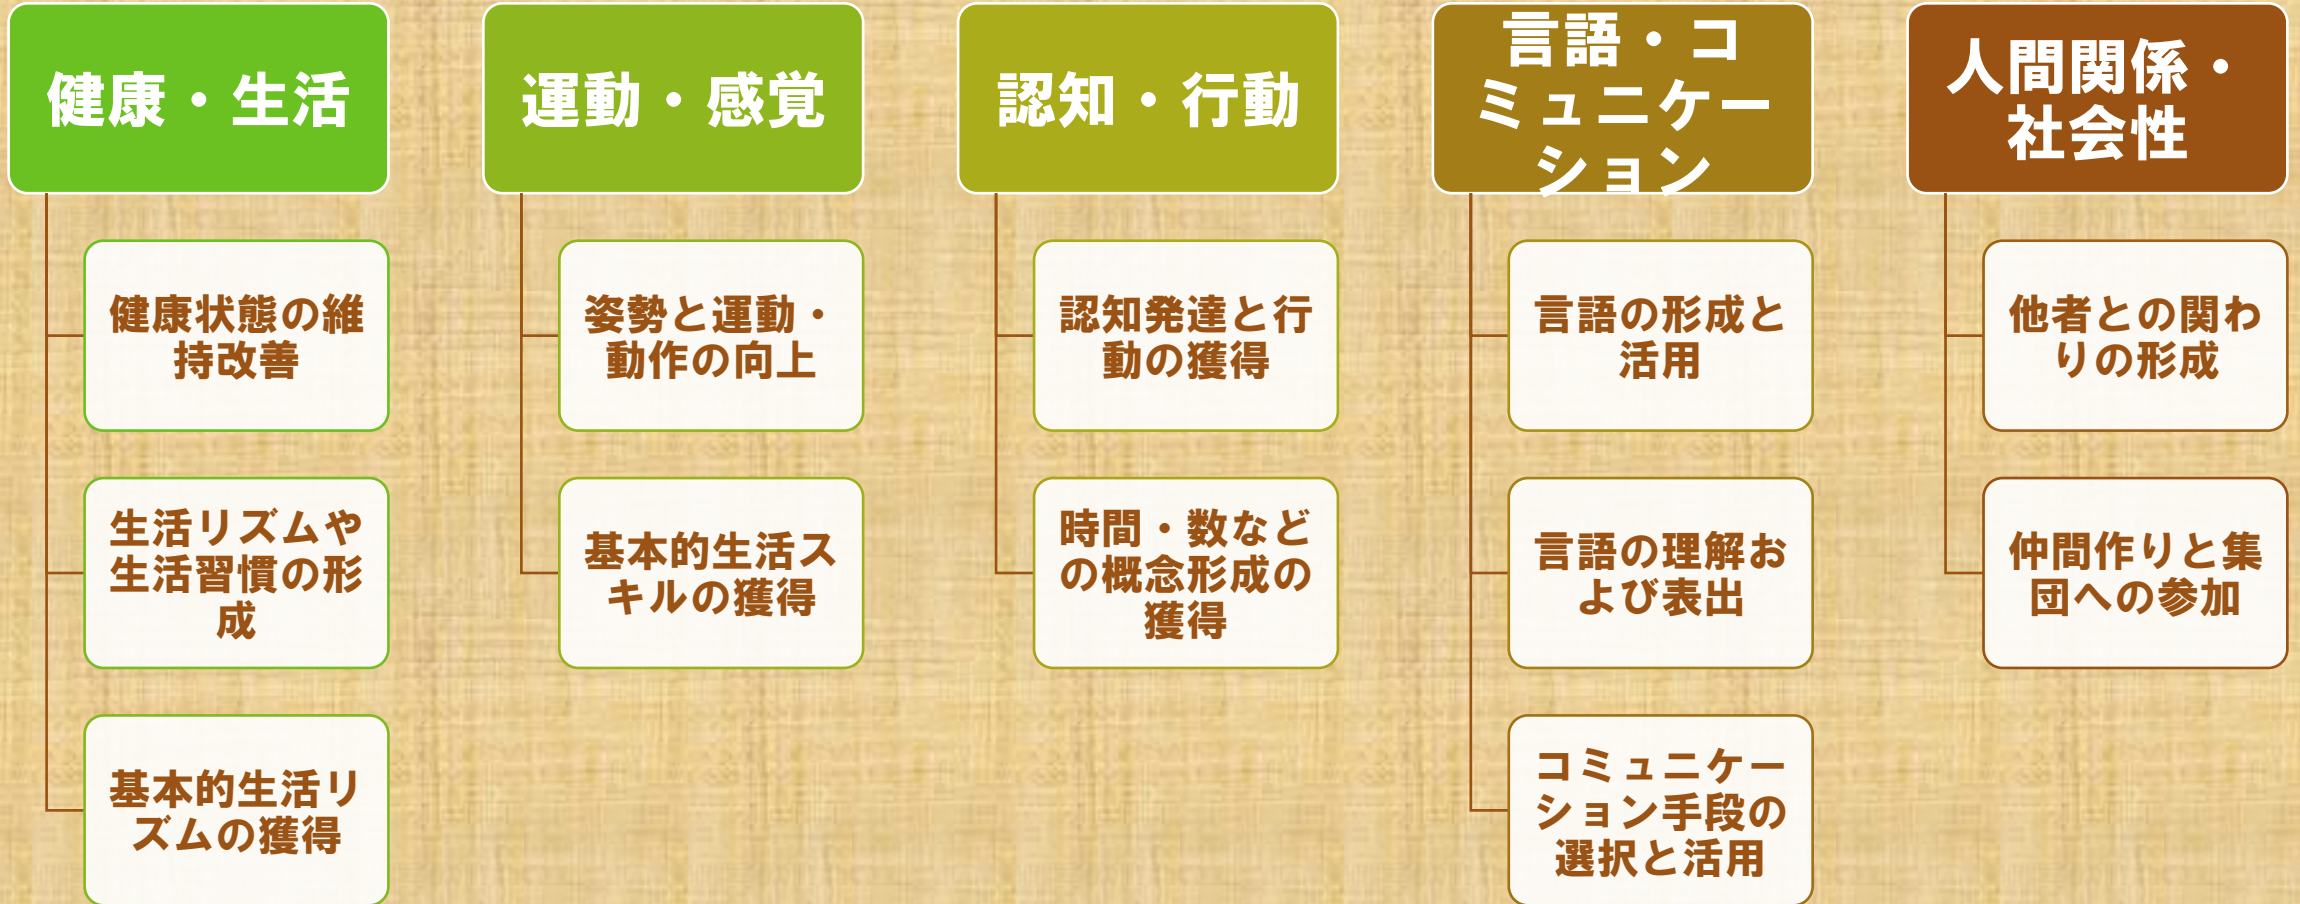 健康・生活
健康状態の維
持改善
生活リズムや
生活習慣の形
成
基本的生活リ
ズムの獲得
運動・感覚
姿勢と運動・
動作の向上
基本的生活ス
キルの獲得
認知・行動
認知発達と行
動の獲得
時間・数など
の概念形成の
獲得
言語・コ
ミュニケー
ション
言語の形成と
活用
言語の理解お
よび表出
コミュニケー
ション手段の
選択と活用
人間関係・
社会性
他者との関わ
りの形成
仲間作りと集
団への参加